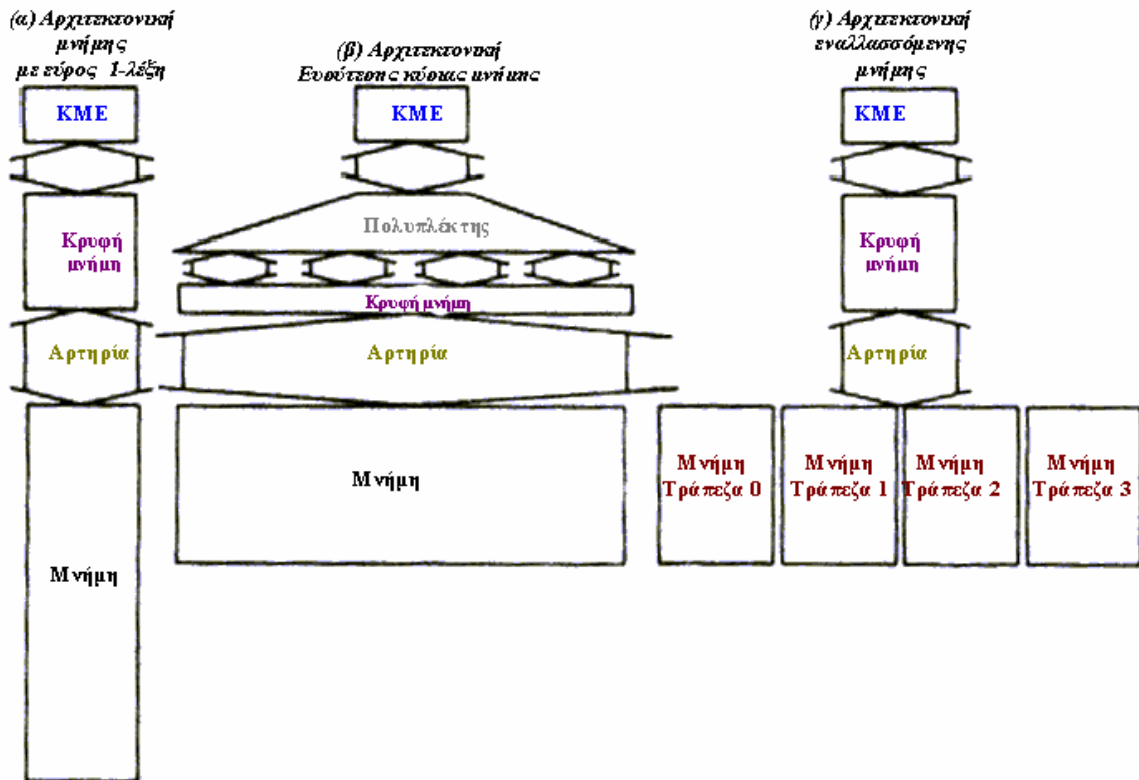 (α) Αρχιτεκτονική
μνήμης
με εύρος 1-λέξη
ΚΜΕ
Κρυφή
μνήμη
Αρτηρία
Μνήμη
(β) Αρχιτεκτονική
Ευρύτερης κύριας μνήμης
ΚΜΕ
Πολυπλέκτης
Κρυφή μνήμη
Αρτηρία
Μνήμη
(γ) Αρχιτεκτονική
εναλλασσόμενης
μνήμης
ΚΜΕ
Κρυφή
μνήμη
Αρτηρία
Μνήμη
Τράπεζα 0
Μνήμη
Τράπεζα 1
Μνήμη
Τράπεζα 2
Μνήμη
Τράπεζα 3